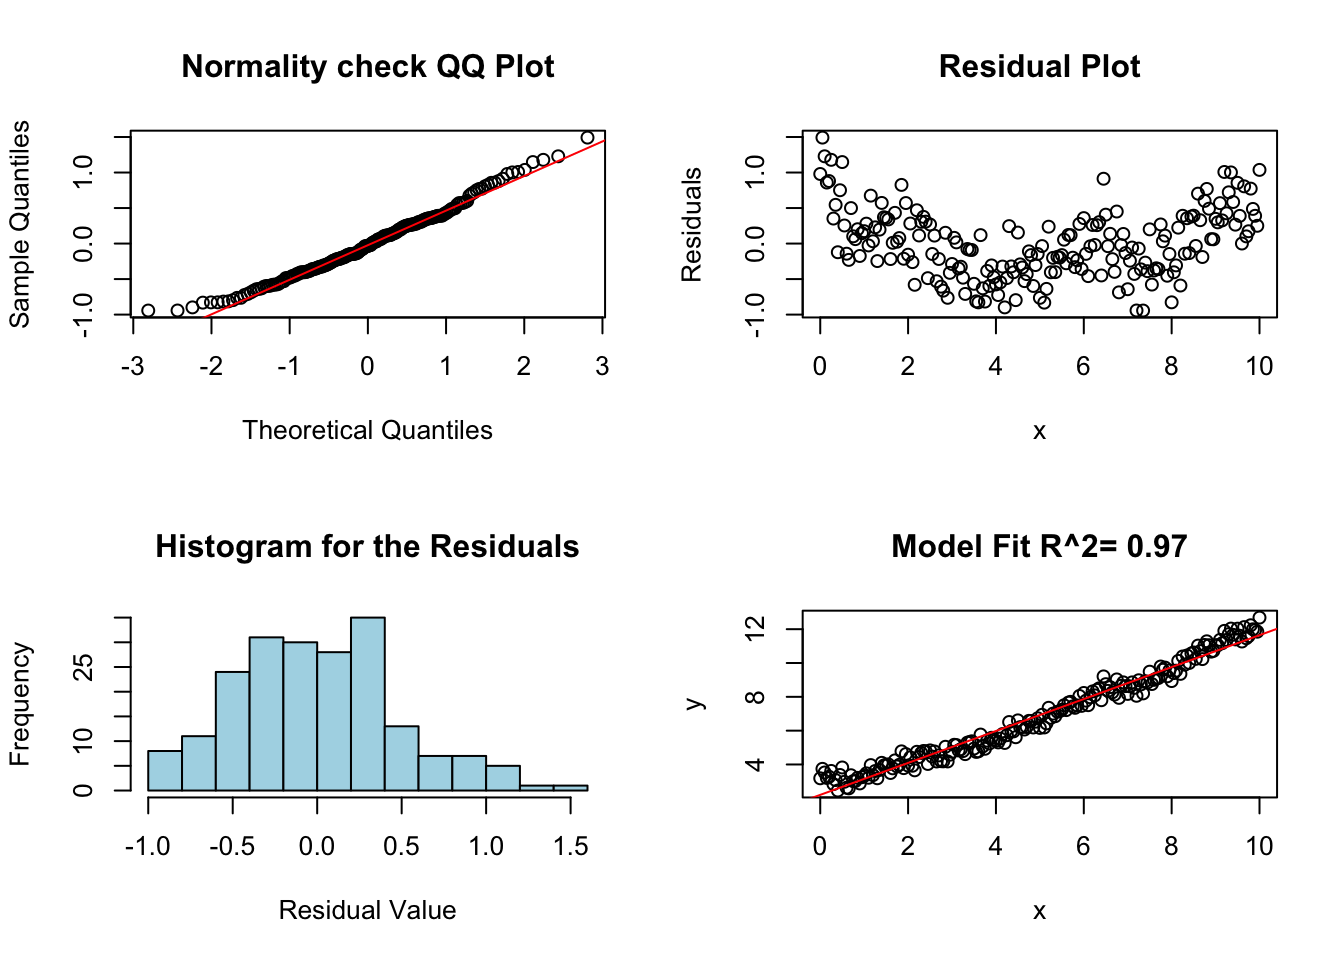 Normality check QQ Plot
Sample Quantiles
1.0
0.0
-1.0
-3 -2 -1 0 1 2 3
Theoretical Quantiles
Residual Plot
Residuals
1.0
0.0
-1.0
0 2 4 6 8 10
x
Histogram for the Residuals
Frequency
25
10
0
-1.0 -0.5 0.0 0.5 1.0 1.5
Residual Value
Model Fit R^2= 0.97
y
12
8
4
0 2 4 6 8 10
x